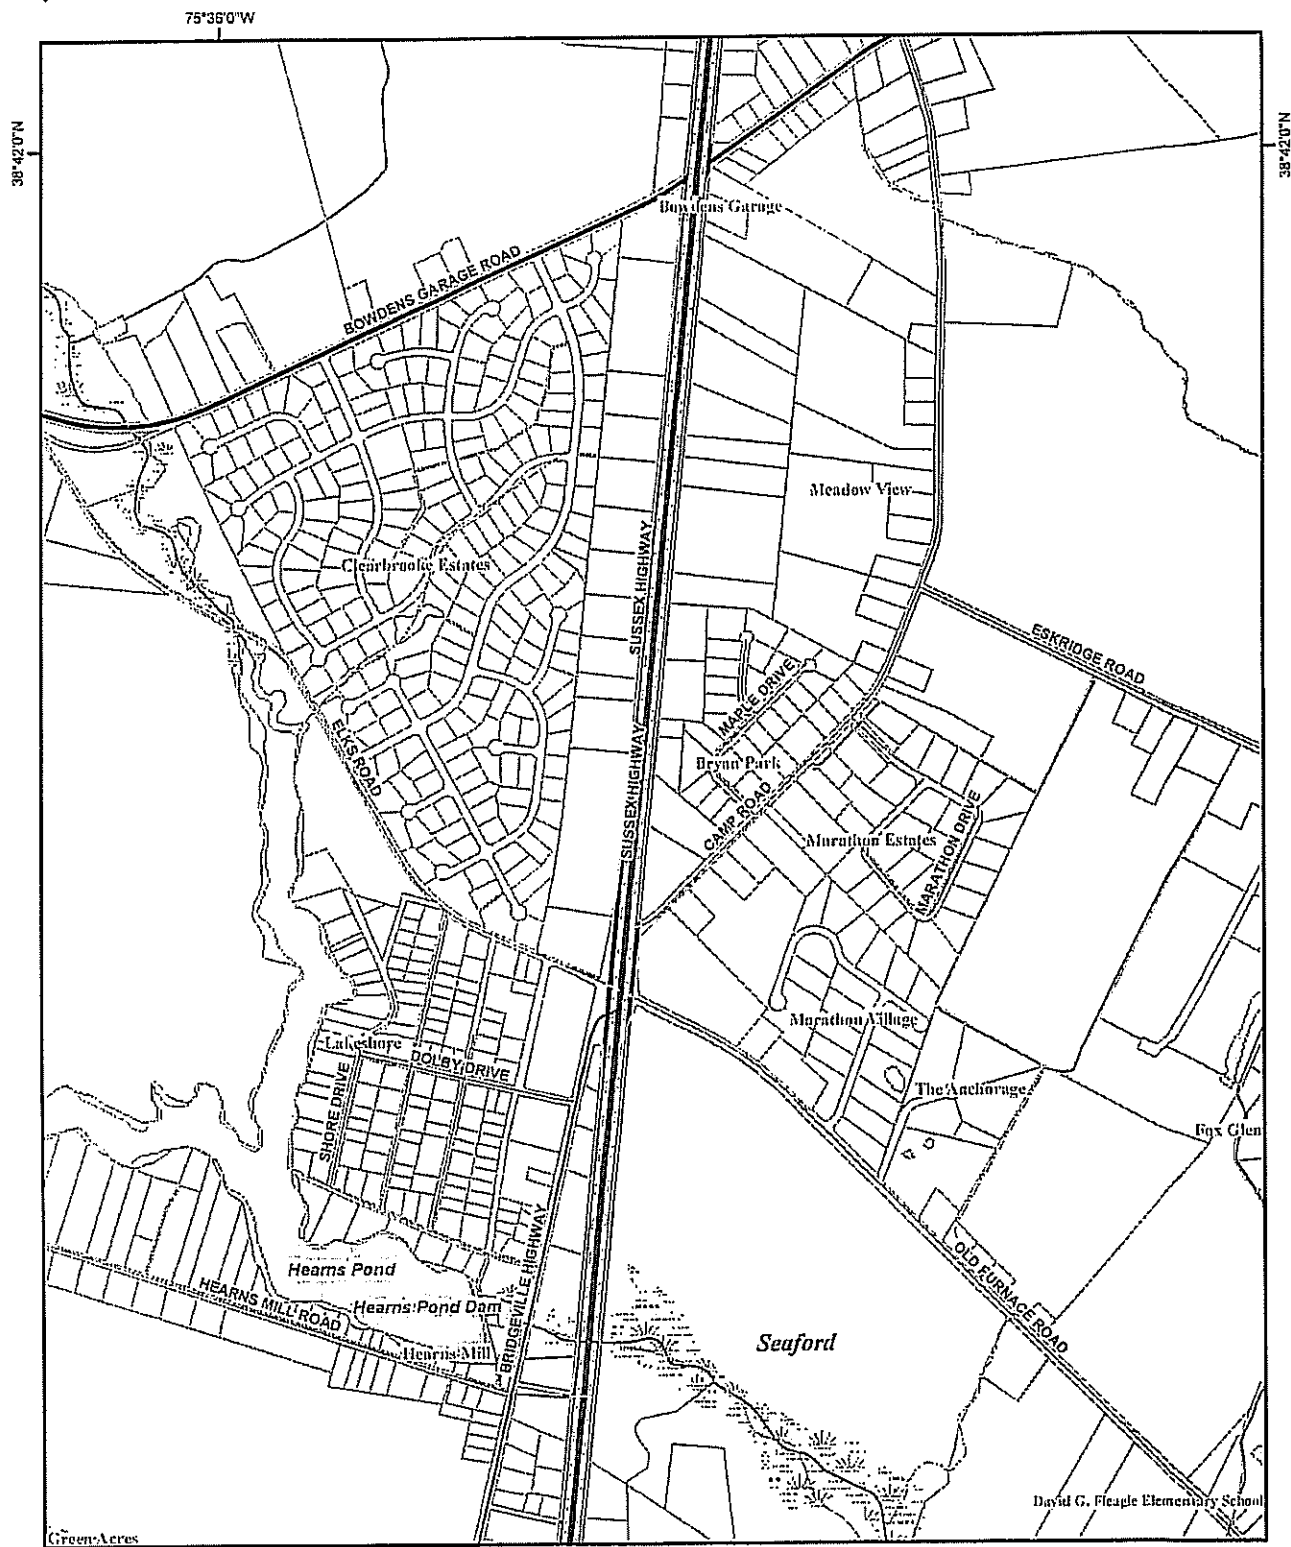 75°36'0"W
38°42'0"N
38°42'0"N
Bowdens Garage
BOWDENS GARAGE ROAD
Meadow View
SUSSEX HIGHWAY
Clearbrooke Estates
ESKRIDGE ROAD
MAPLE DRIVE
ELKS ROAD
SUSSEX HIGHWAY
Brynn Park
CAMP ROAD
Marathon Estates
MARATHON DRIVE
Marathon Village
Lakeshore
DOLBY DRIVE
The Anchorage
SHORE DRIVE
Fox Glen
BRIDGEVILLE HIGHWAY
OLD FURNACE ROAD
Hearns Pond
HEARNS MILL ROAD
Hearns Pond Dam
Seaford
Hearns Mill
David G. Fleagle Elementary School
Green Acres